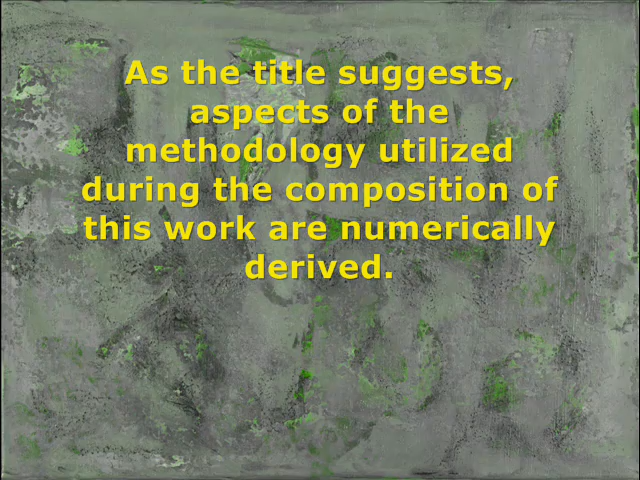 As the title suggests,
aspects of the
methodology utilized
during the composition of
this work are numerically
derived.